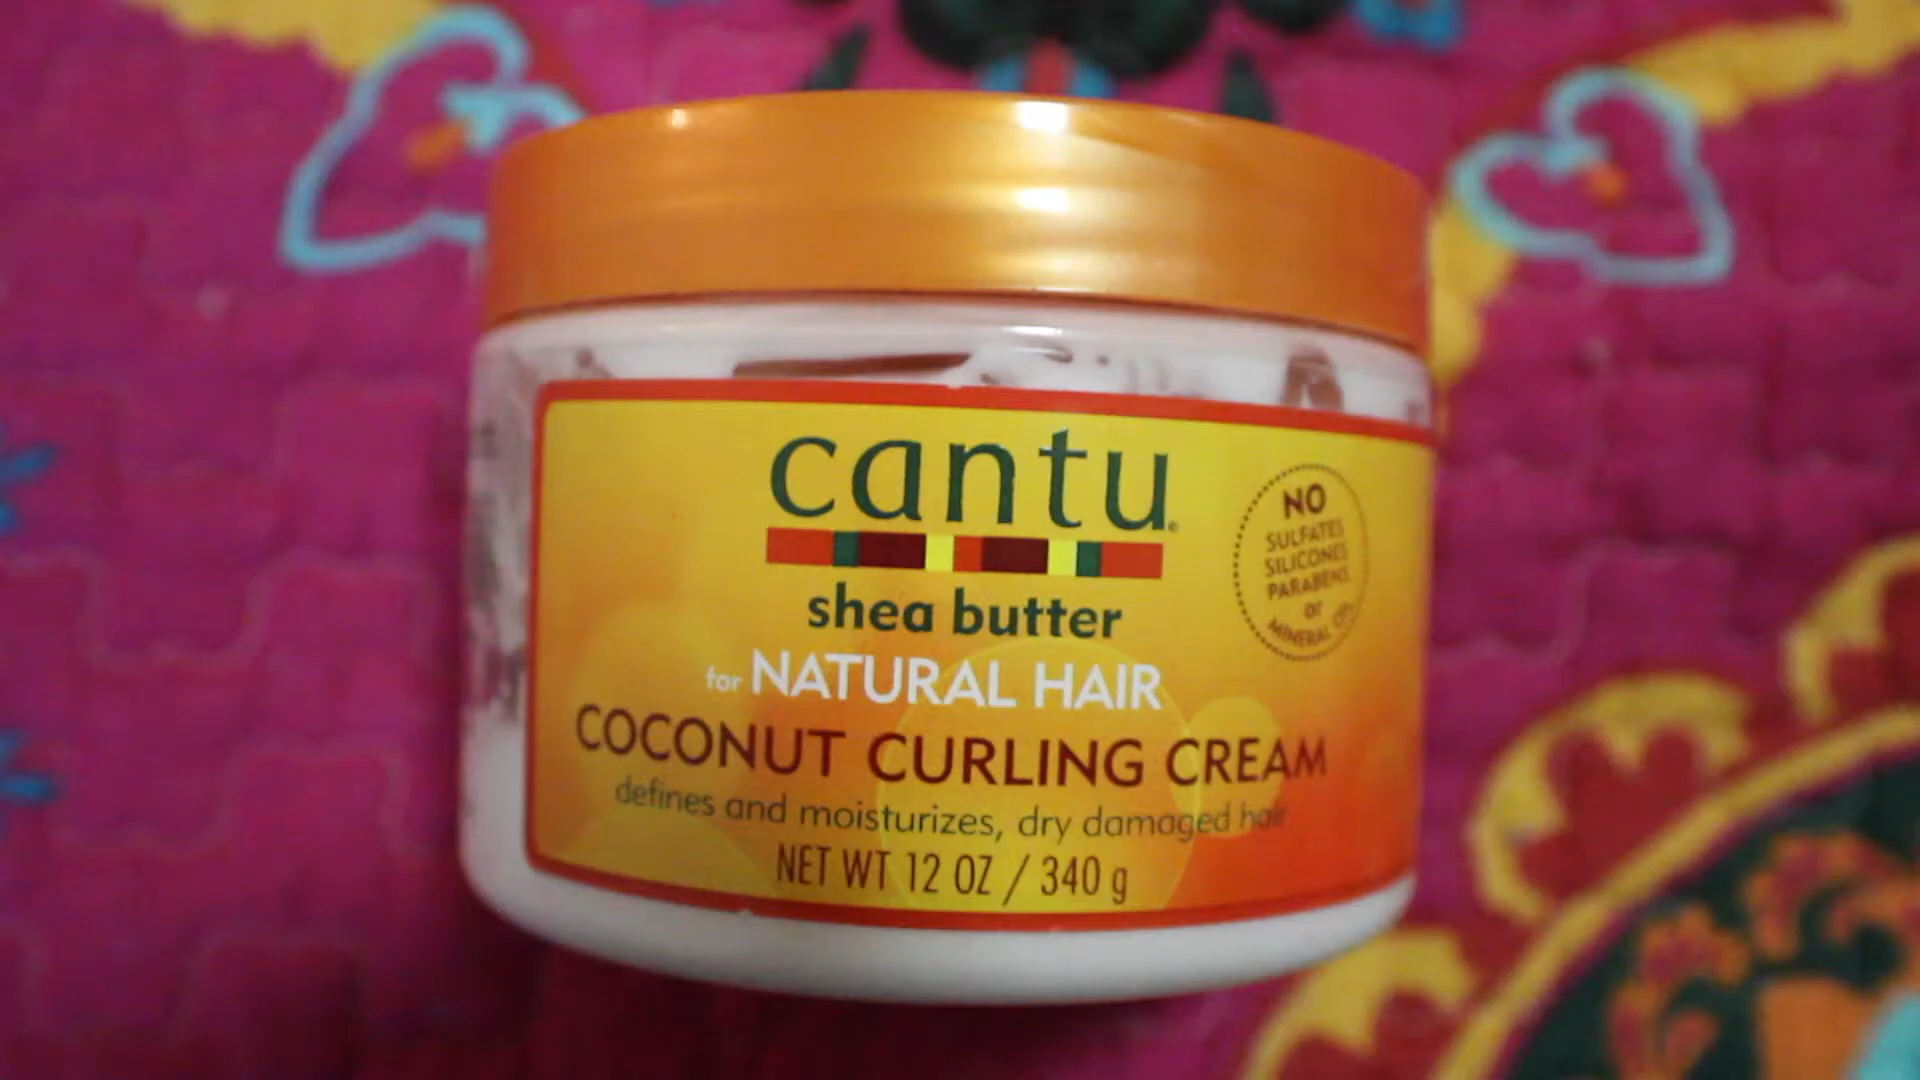 cantu
shea butter
for NATURAL HAIR
COCONUT CURLING CREAM
defines and moisturizes, dry damaged hair
NET WT 12 OZ / 340 g
NO
SULFATES
SILICONES
PARABENS
or
MINERAL OIL